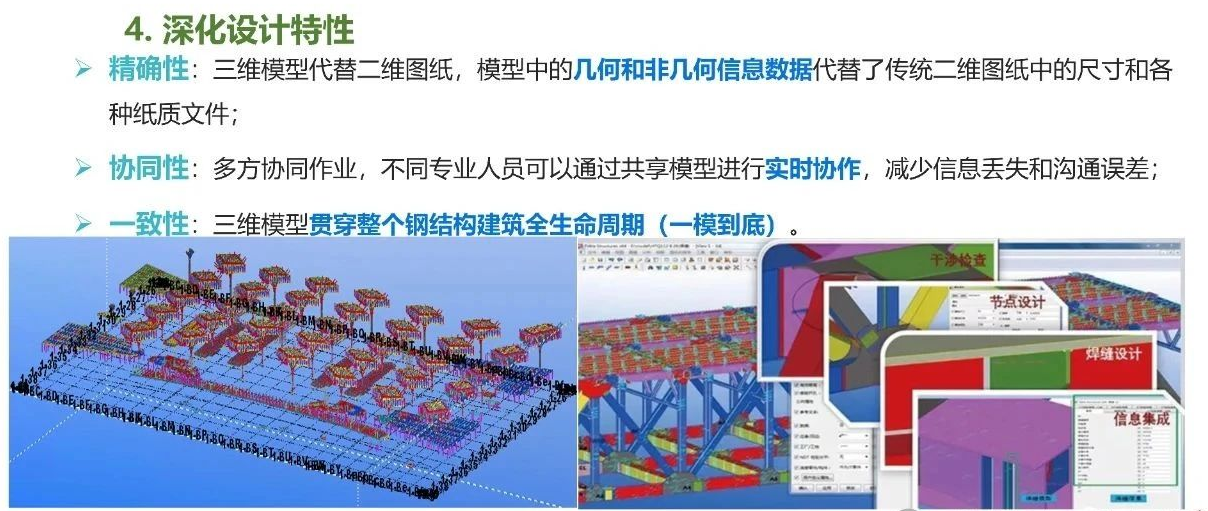 4. 深化设计特性
精确性：三维模型代替二维图纸，模型中的几何和非几何信息数据代替了传统二维图纸中的尺寸和各
种纸质文件；
协同性：多方协同作业，不同专业人员可以通过共享模型进行实时协作，减少信息丢失和沟通误差；
一致性：三维模型贯穿整个钢结构建筑全生命周期（一模到底）。
干涉检查
节点设计
焊缝设计
信息集成